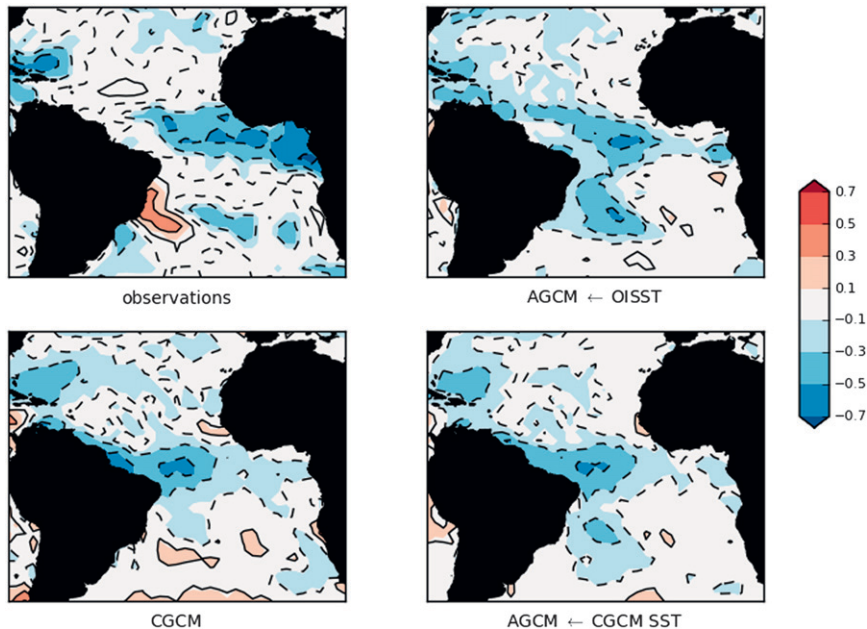 observations
AGCM ← OISST
0.7
0.5
0.3
0.1
−0.1
−0.3
−0.5
−0.7
CGCM
AGCM ← CGCM SST